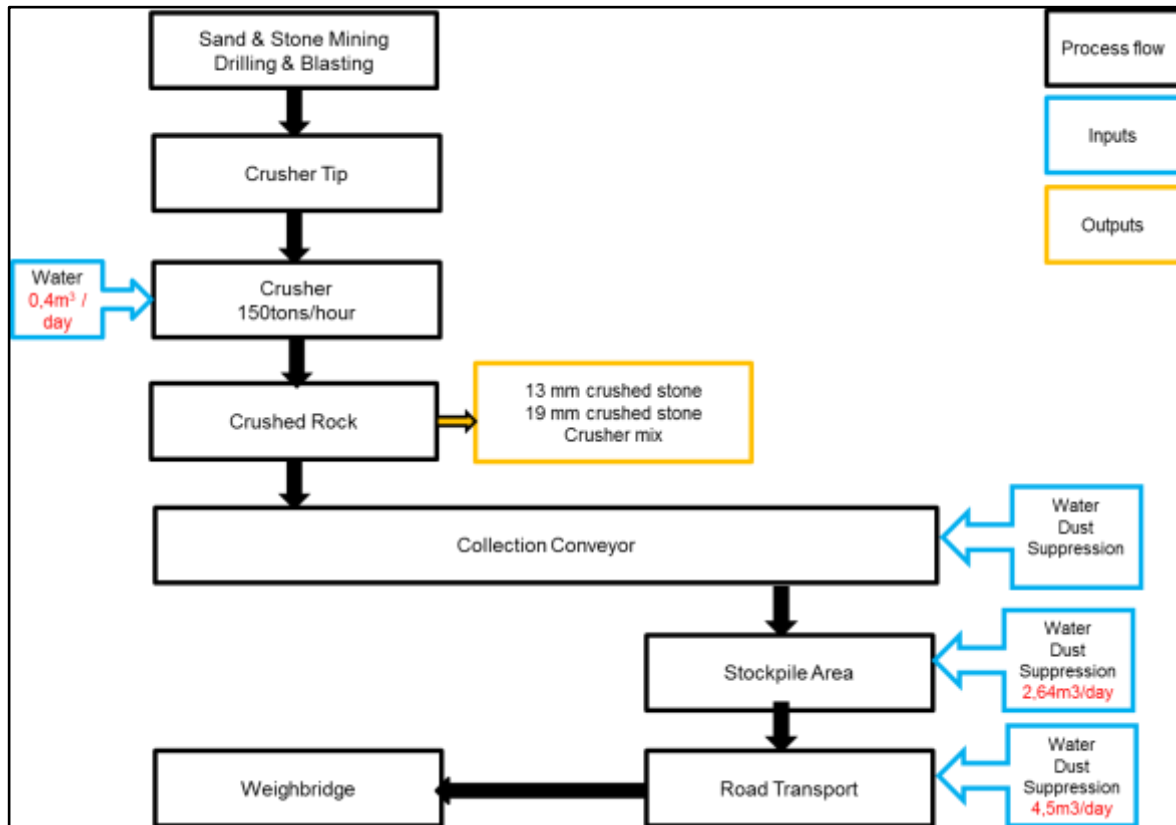 Sand & Stone Mining
Drilling & Blasting
Process flow
Inputs
Outputs
Crusher Tip
Water
0,4m³ /
day
Crusher
150tons/hour
Crushed Rock
13 mm crushed stone
19 mm crushed stone
Crusher mix
Collection Conveyor
Water
Dust
Suppression
Stockpile Area
Water
Dust
Suppression
2,64m3/day
Weighbridge
Road Transport
Water
Dust
Suppression
4,5m3/day